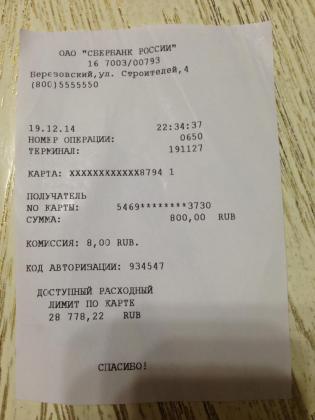 ОАО "СБЕРБАНК РОССИИ"
16 7003/00793
Березовский,ул. Строителей,4
(800)5555550
19.12.14 22:34:37
НОМЕР ОПЕРАЦИИ: 0650
ТЕРМИНАЛ: 191127
КАРТА: XXXXXXXXXXXX8794 1
ПОЛУЧАТЕЛЬ
NO КАРТЫ: 5469********3730
СУММА: 800,00 RUB
КОМИССИЯ: 8,00 RUB.
КОД АВТОРИЗАЦИИ: 934547
ДОСТУПНЫЙ РАСХОДНЫЙ
ЛИМИТ ПО КАРТЕ
28 778,22 RUB
СПАСИБО!